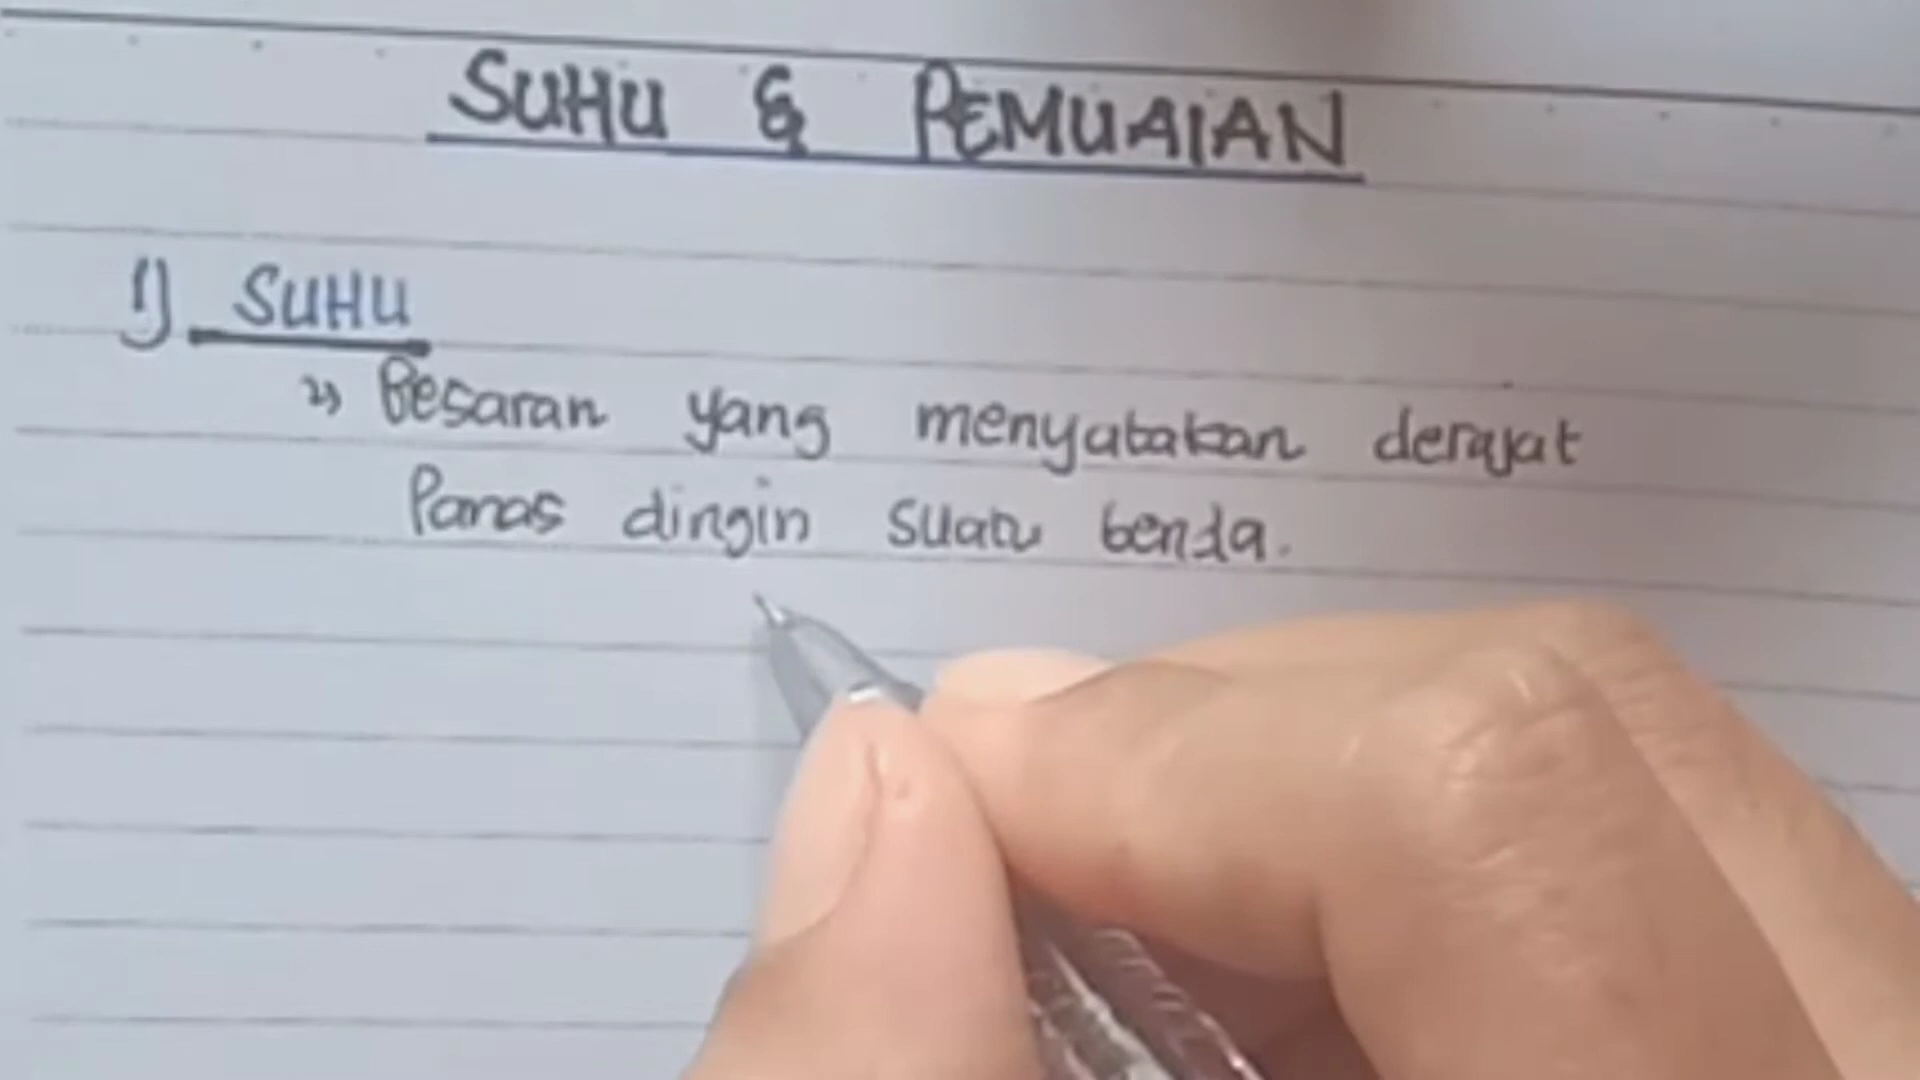 SUHU & PEMUAIAN
1) SUHU
Besaran yang menyatakan derajat
Panas dingin suatu benda.